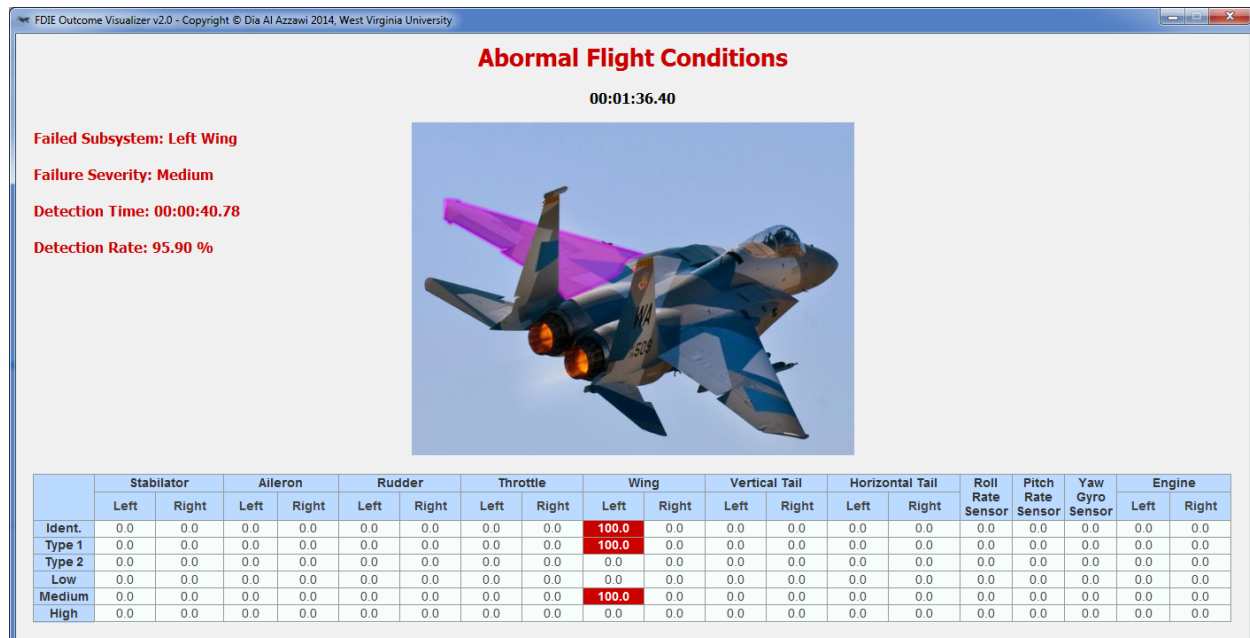 FDIE Outcome Visualizer v2.0 - Copyright © Dia Al Azzawi 2014, West Virginia University
Abormal Flight Conditions
00:01:36.40
Failed Subsystem: Left Wing
Failure Severity: Medium
Detection Time: 00:00:40.78
Detection Rate: 95.90 %
WA
509
Stabilator Aileron Rudder Throttle Wing Vertical Tail Horizontal Tail Roll Rate Sensor Pitch Rate Sensor Yaw Gyro Sensor Engine
Left Right Left Right Left Right Left Right Left Right Left Right Left Right Left Right
Ident. 0.0 0.0 0.0 0.0 0.0 0.0 0.0 0.0 100.0 0.0 0.0 0.0 0.0 0.0 0.0 0.0 0.0 0.0 0.0
Type 1 0.0 0.0 0.0 0.0 0.0 0.0 0.0 0.0 100.0 0.0 0.0 0.0 0.0 0.0 0.0 0.0 0.0 0.0 0.0
Type 2 0.0 0.0 0.0 0.0 0.0 0.0 0.0 0.0 0.0 0.0 0.0 0.0 0.0 0.0 0.0 0.0 0.0 0.0 0.0
Low 0.0 0.0 0.0 0.0 0.0 0.0 0.0 0.0 0.0 0.0 0.0 0.0 0.0 0.0 0.0 0.0 0.0 0.0 0.0
Medium 0.0 0.0 0.0 0.0 0.0 0.0 0.0 0.0 100.0 0.0 0.0 0.0 0.0 0.0 0.0 0.0 0.0 0.0 0.0
High 0.0 0.0 0.0 0.0 0.0 0.0 0.0 0.0 0.0 0.0 0.0 0.0 0.0 0.0 0.0 0.0 0.0 0.0 0.0